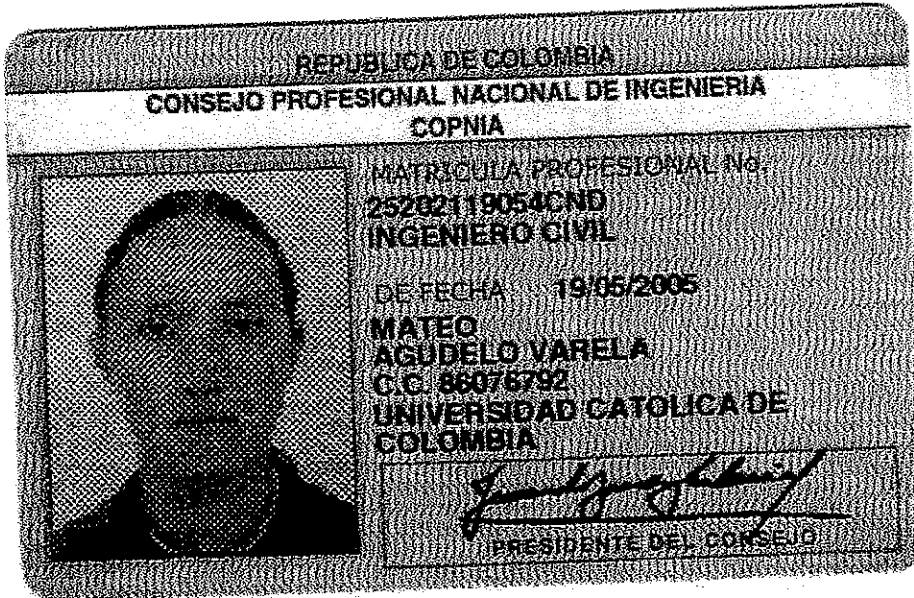 REPUBLICA DE COLOMBIA
CONSEJO PROFESIONAL NACIONAL DE INGENIERIA
COPNIA
MATRICULA PROFESIONAL No.
25202119054CND
INGENIERO CIVIL
DE FECHA 19/05/2005
MATEO
AGUDELO VARELA
C.C. 86076792
UNIVERSIDAD CATOLICA DE
COLOMBIA
PRESIDENTE DEL CONSEJO